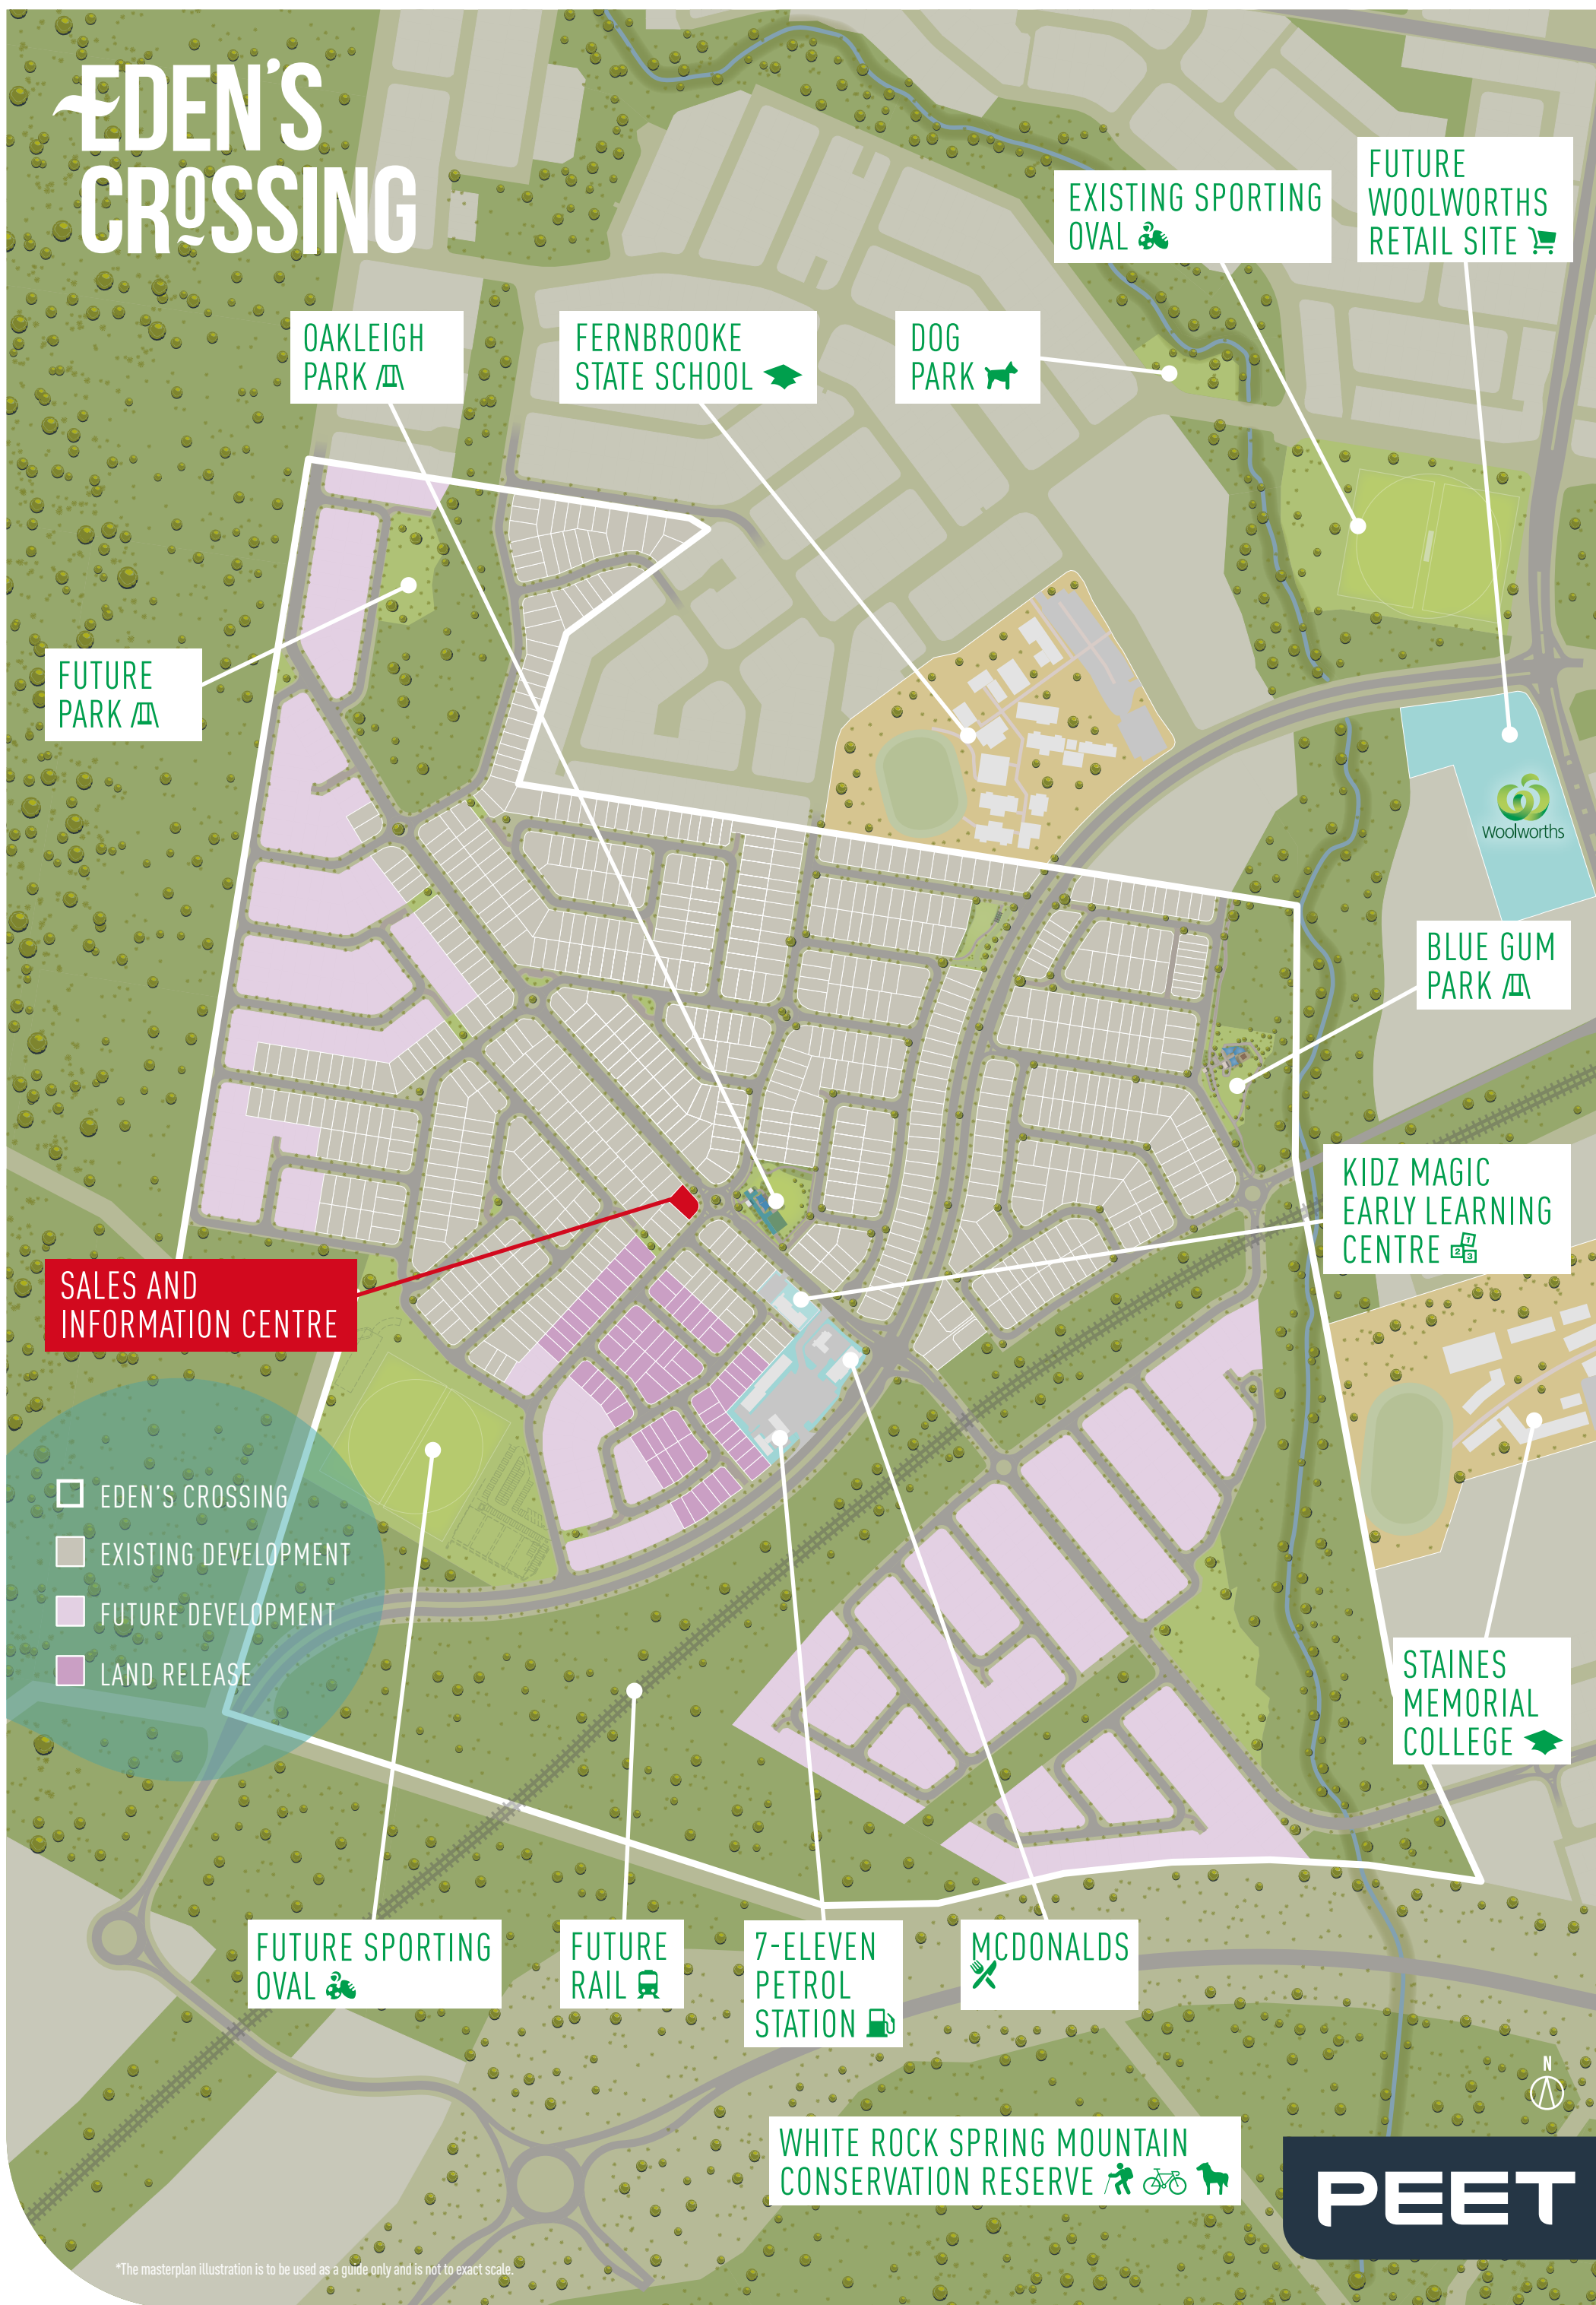 EDEN'S
CROSSING
FUTURE
WOOLWORTHS
RETAIL SITE
EXISTING SPORTING
OVAL
OAKLEIGH
PARK
FERNBROOKE
STATE SCHOOL
DOG
PARK
FUTURE
PARK
Woolworths
BLUE GUM
PARK
KIDZ MAGIC
EARLY LEARNING
CENTRE
1
2 3
SALES AND
INFORMATION CENTRE
EDEN'S CROSSING
EXISTING DEVELOPMENT
FUTURE DEVELOPMENT
LAND RELEASE
STAINES
MEMORIAL
COLLEGE
FUTURE SPORTING
OVAL
FUTURE
RAIL
7-ELEVEN
PETROL
STATION
MCDONALDS
N
WHITE ROCK SPRING MOUNTAIN
CONSERVATION RESERVE
PEET
*The masterplan illustration is to be used as a guide only and is not to exact scale.